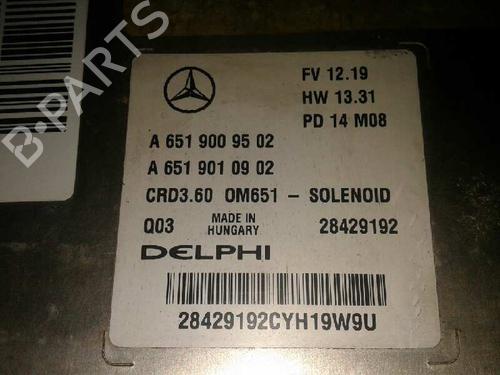 B-PARTS
FV 12.19
HW 13.31
PD 14 M08
A 651 900 95 02
A 651 901 09 02
CRD3.60 OM651 - SOLENOID
Q03 MADE IN HUNGARY 28429192
DELPHI
28429192CYH19W9U